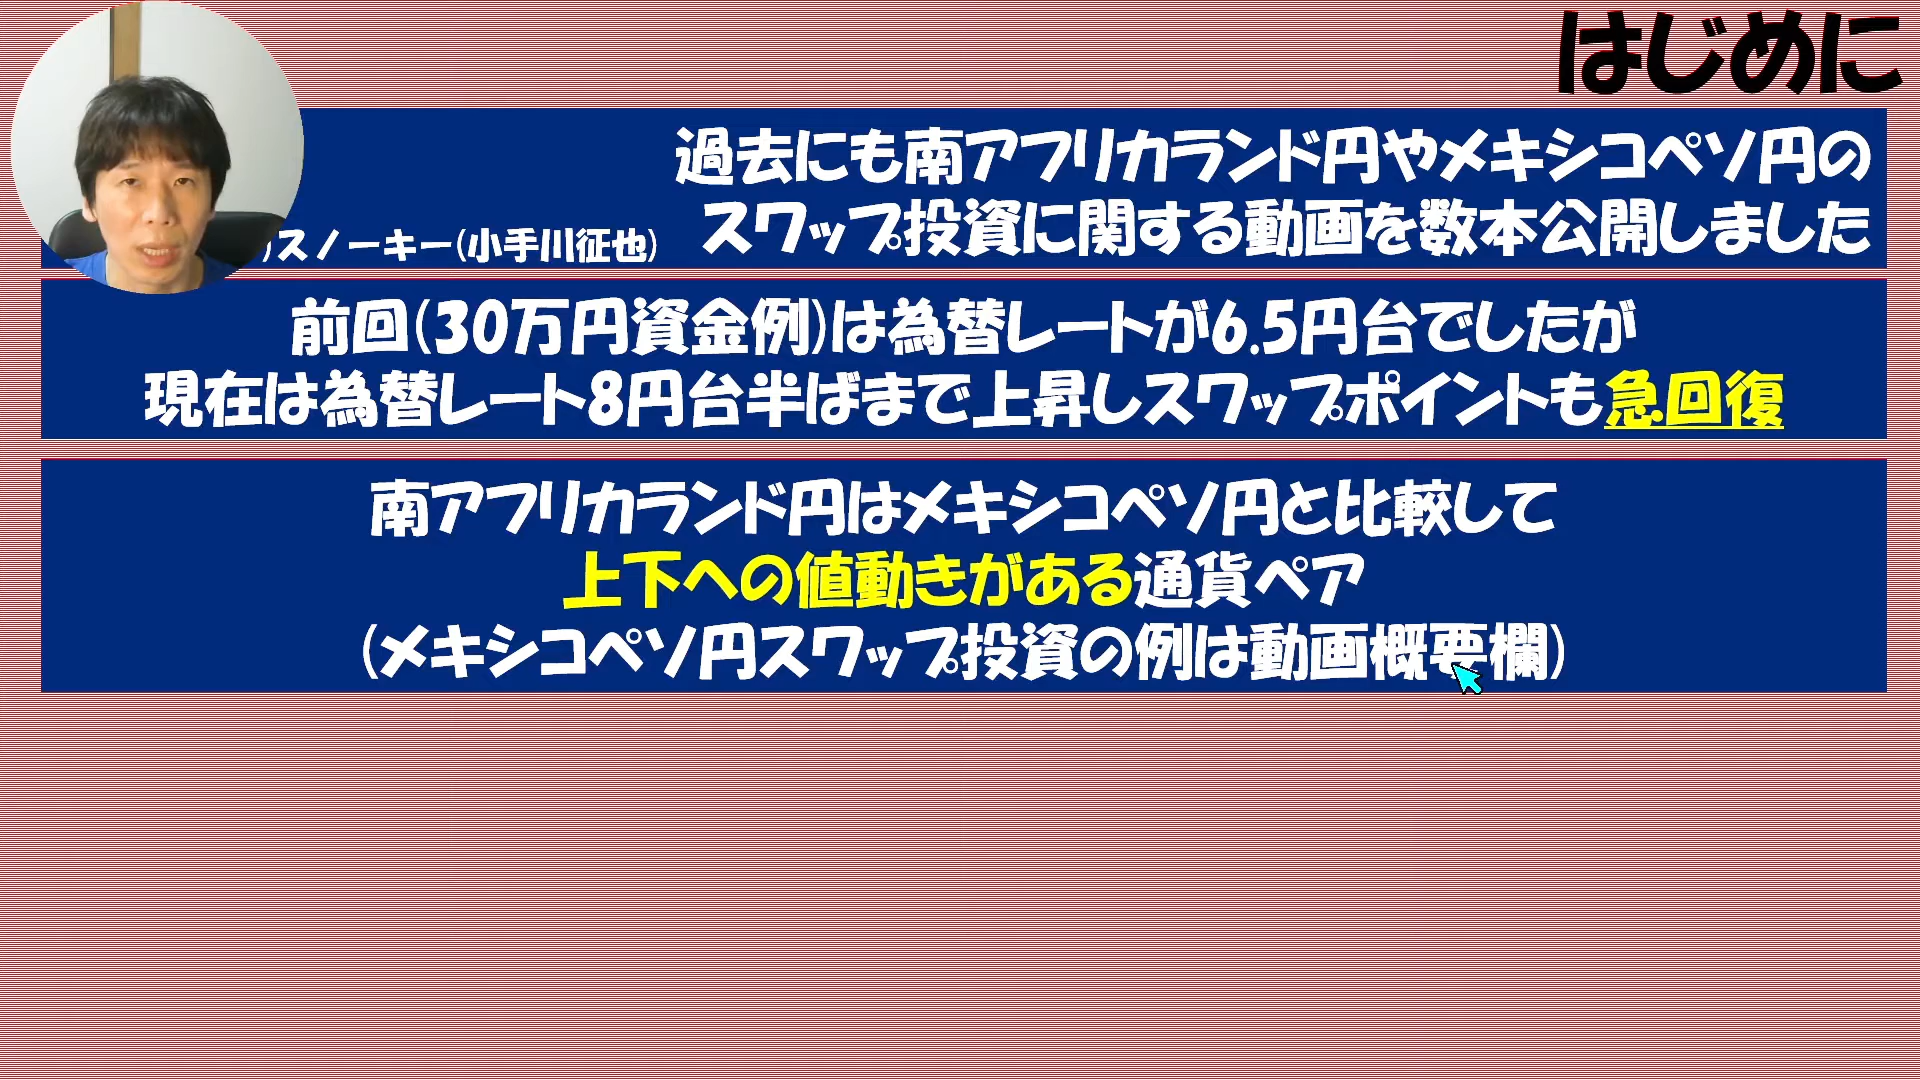 はじめに
過去にも南アフリカランド円やメキシコペソ円の
スワップ投資に関する動画を数本公開しました
スノーキー(小手川征也)
前回(30万円資金例)は為替レートが6.5円台でしたが
現在は為替レート8円台半ばまで上昇しスワップポイントも急回復
南アフリカランド円はメキシコペソ円と比較して
上下への値動きがある通貨ペア
(メキシコペソ円スワップ投資の例は動画概要欄)